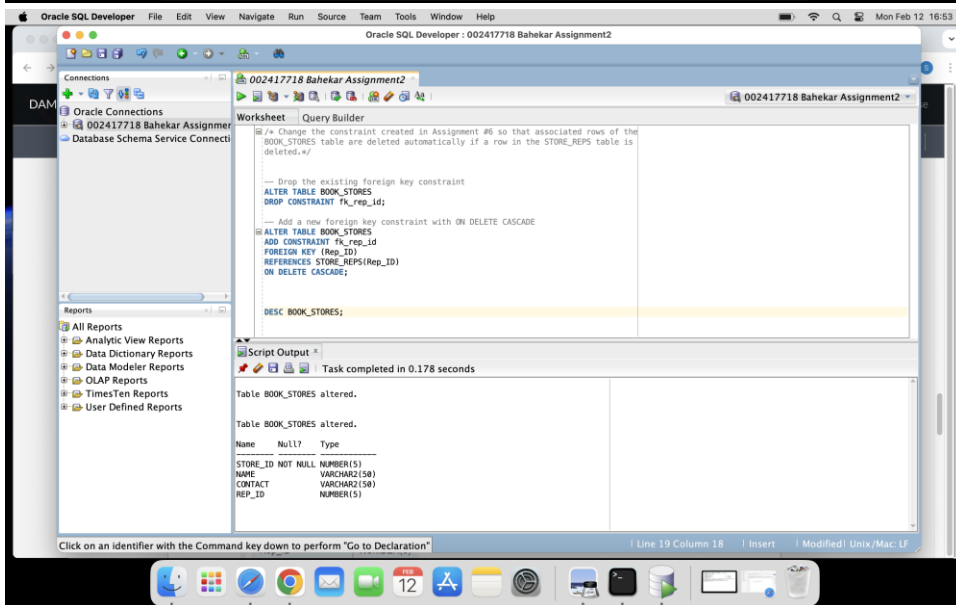 Oracle SQL Developer File Edit View Navigate Run Source Team Tools Window Help Mon Feb 12 16:53
Oracle SQL Developer : 002417718 Bahekar Assignment2
Connections
Oracle Connections
002417718 Bahekar Assignmer
Database Schema Service Connecti
DAM
Reports
All Reports
Analytic View Reports
Data Dictionary Reports
Data Modeler Reports
OLAP Reports
TimesTen Reports
User Defined Reports
002417718 Bahekar Assignment2
002417718 Bahekar Assignment2
Worksheet Query Builder
/* Change the constraint created in Assignment #6 so that associated rows of the
BOOK_STORES table are deleted automatically if a row in the STORE_REPS table is
deleted.*/
-- Drop the existing foreign key constraint
ALTER TABLE BOOK_STORES
DROP CONSTRAINT fk_rep_id;
-- Add a new foreign key constraint with ON DELETE CASCADE
ALTER TABLE BOOK_STORES
ADD CONSTRAINT fk_rep_id
FOREIGN KEY (Rep_ID)
REFERENCES STORE_REPS(Rep_ID)
ON DELETE CASCADE;
DESC BOOK_STORES;
Script Output
Task completed in 0.178 seconds
Table BOOK_STORES altered.
Table BOOK_STORES altered.
Name Null? Type
STORE_ID NOT NULL NUMBER(5)
NAME VARCHAR2(50)
CONTACT VARCHAR2(50)
REP_ID NUMBER(5)
Click on an identifier with the Command key down to perform "Go to Declaration"
Line 19 Column 18 Insert Modified Unix/Mac: LF
FEB
12